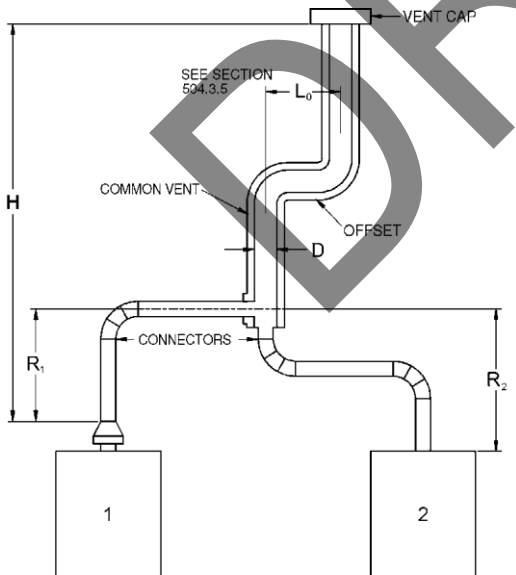 VENT CAP
SEE SECTION
504.3.5
L₀
H
COMMON VENT
OFFSET
D
CONNECTORS
R₁
R₂
1
2